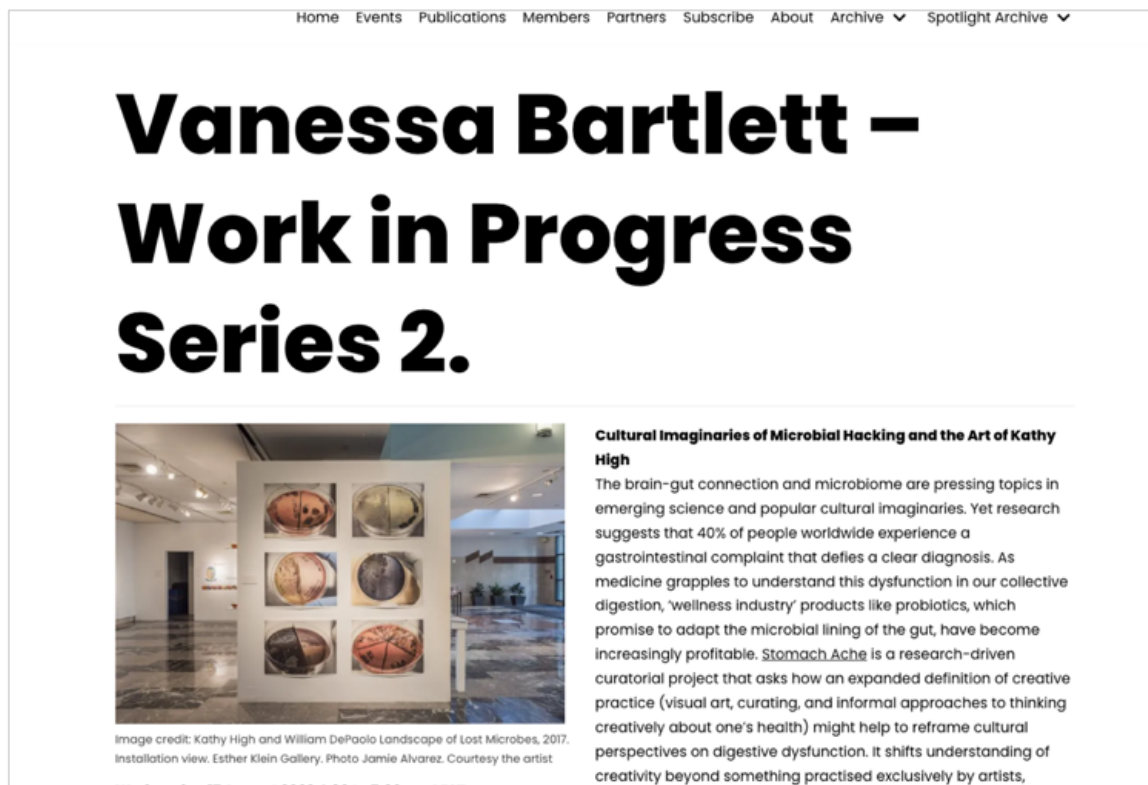 Home Events Publications Members Partners Subscribe About Archive Spotlight Archive
Vanessa Bartlett –
Work in Progress
Series 2.
Image credit: Kathy High and William DePaolo Landscape of Lost Microbes, 2017.
Installation view. Esther Klein Gallery. Photo Jamie Alvarez. Courtesy the artist
Cultural Imaginaries of Microbial Hacking and the Art of Kathy
High
The brain-gut connection and microbiome are pressing topics in
emerging science and popular cultural imaginaries. Yet research
suggests that 40% of people worldwide experience a
gastrointestinal complaint that defies a clear diagnosis. As
medicine grapples to understand this dysfunction in our collective
digestion, ‘wellness industry’ products like probiotics, which
promise to adapt the microbial lining of the gut, have become
increasingly profitable. Stomach Ache is a research-driven
curatorial project that asks how an expanded definition of creative
practice (visual art, curating, and informal approaches to thinking
creatively about one’s health) might help to reframe cultural
perspectives on digestive dysfunction. It shifts understanding of
creativity beyond something practised exclusively by artists,